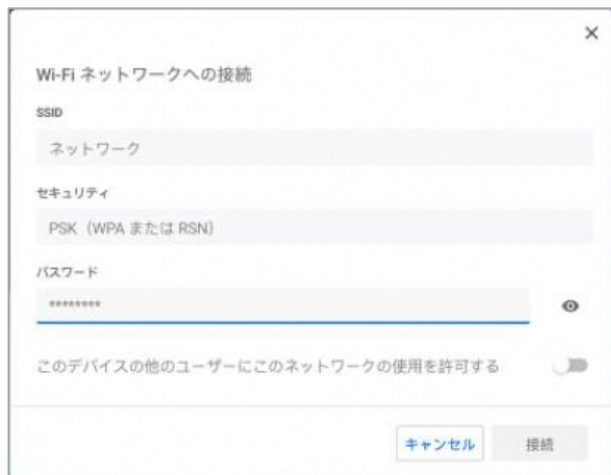 Wi-Fi ネットワークへの接続
SSID
ネットワーク
セキュリティ
PSK（WPA または RSN）
パスワード
********
このデバイスの他のユーザーにこのネットワークの使用を許可する
キャンセル 接続